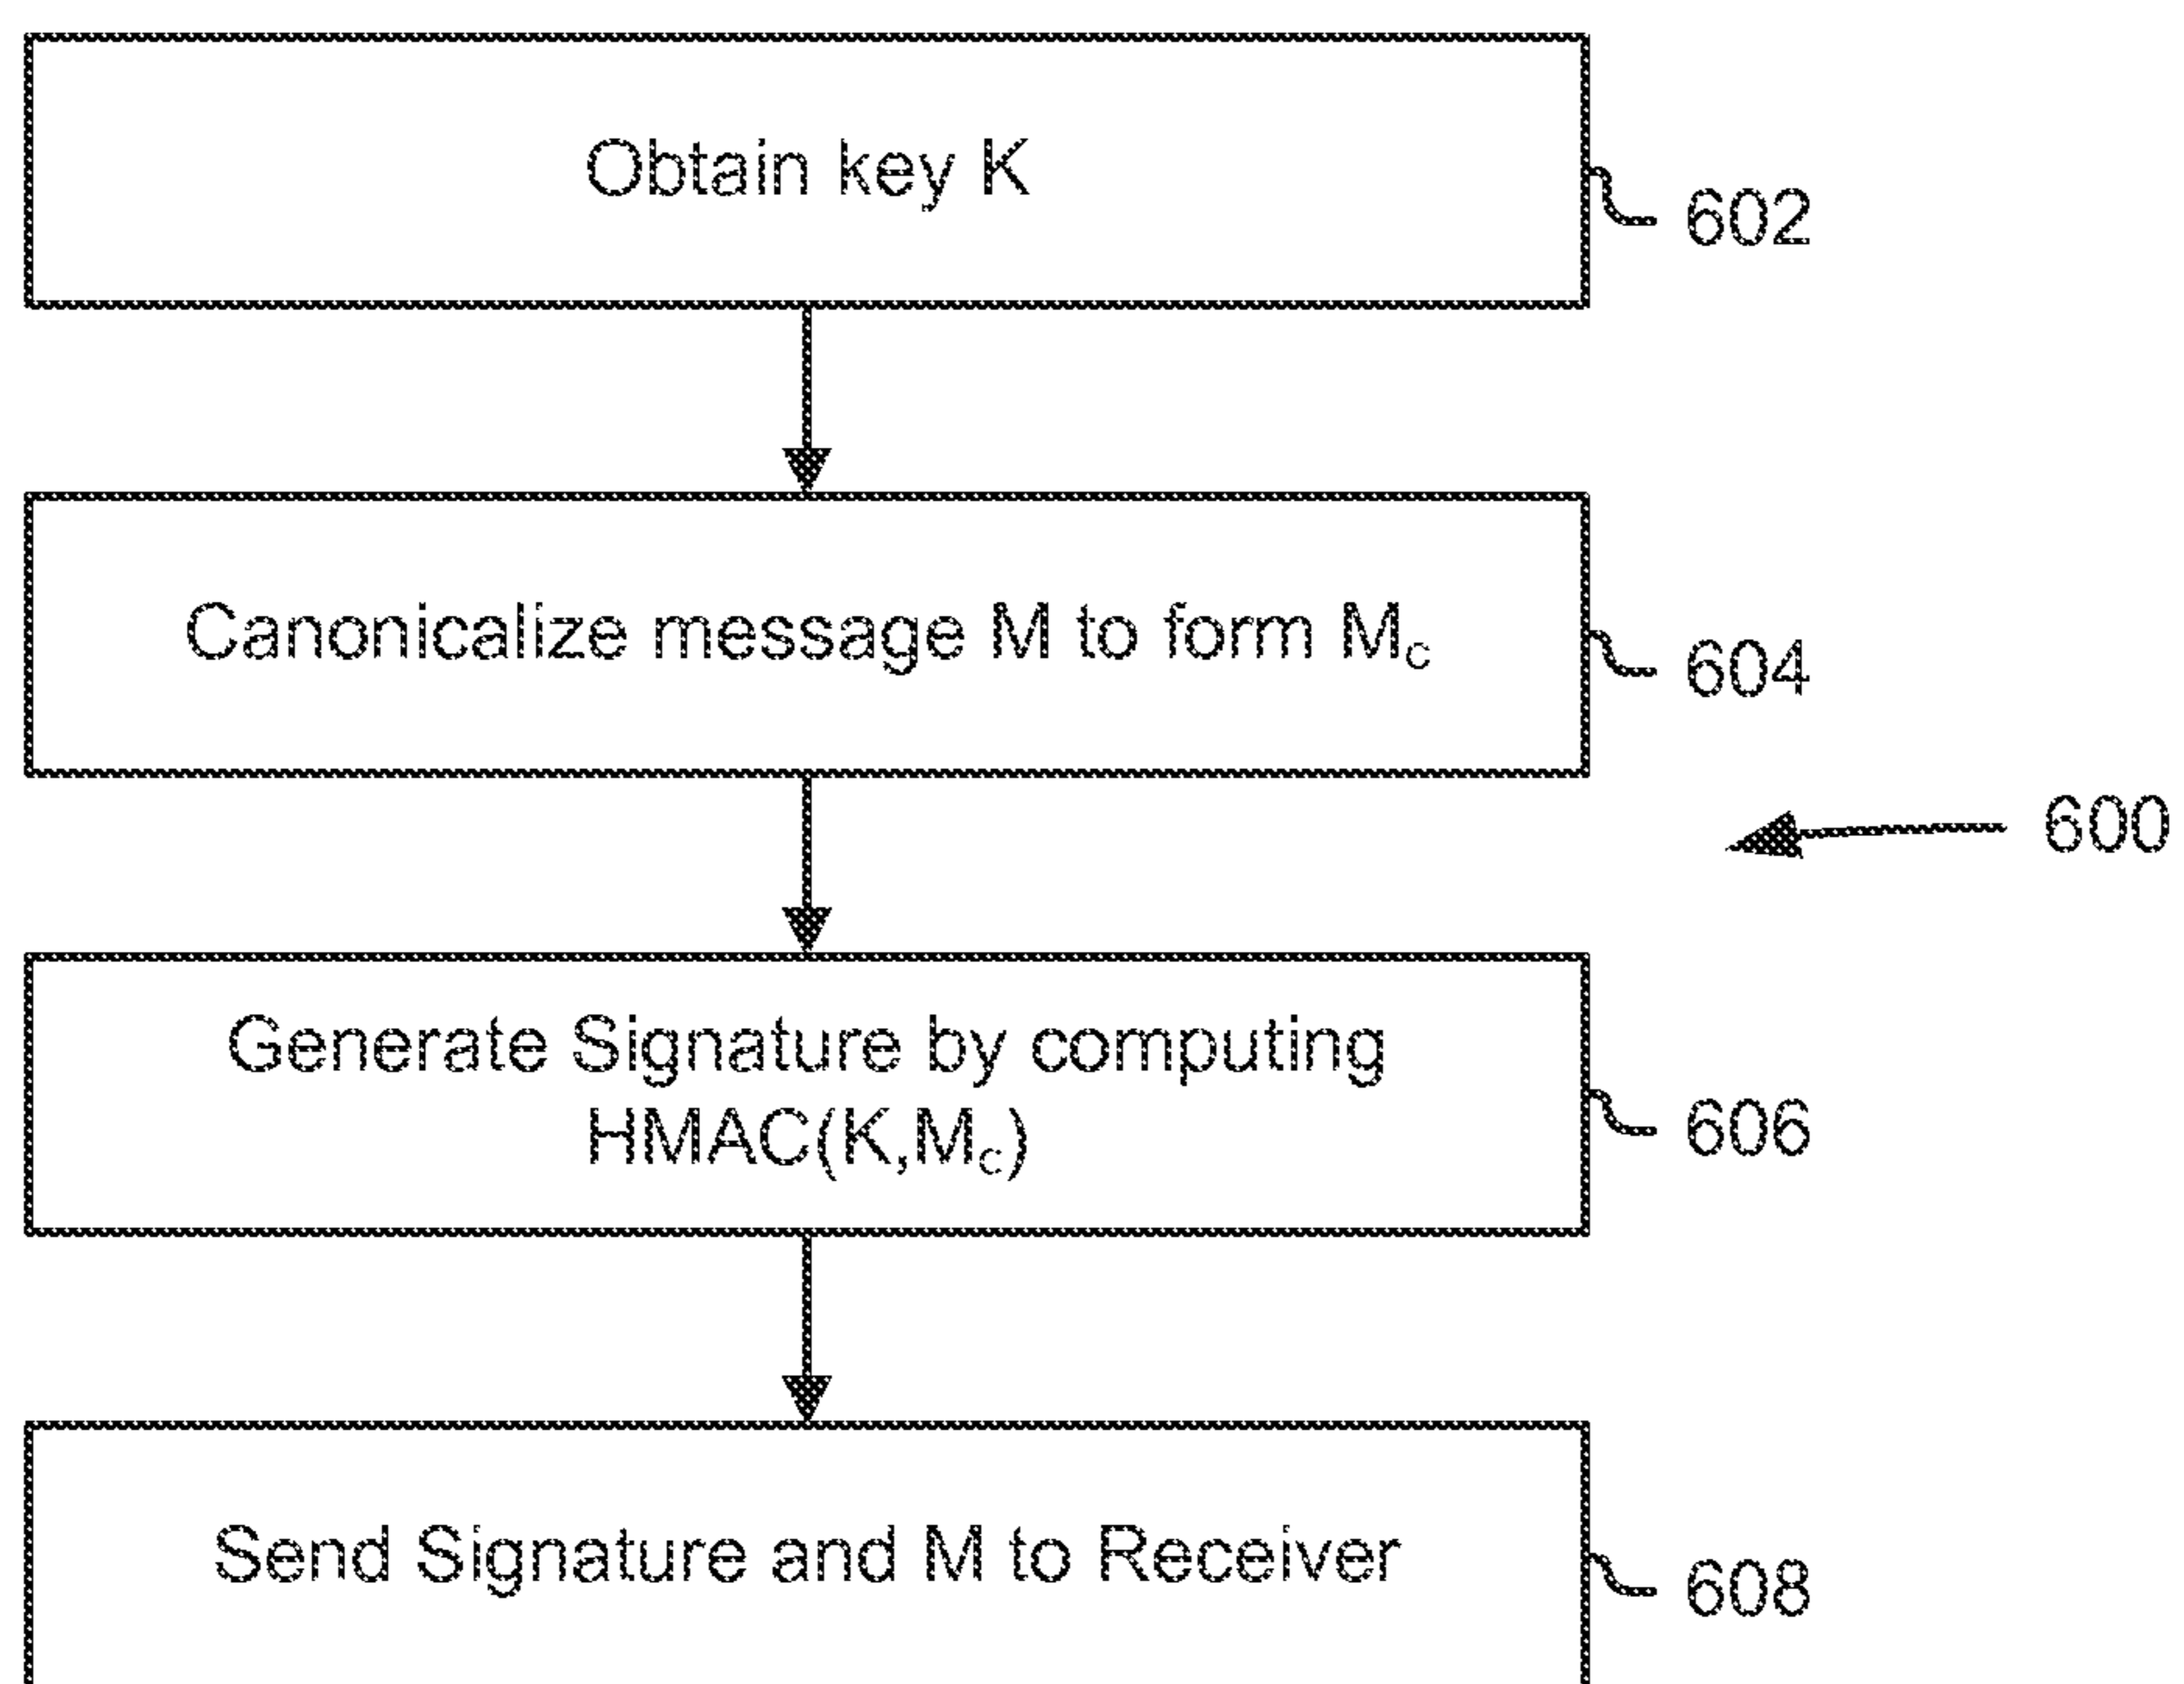 Obtain key K
602
Canonicalize message M to form Mc
604
600
Generate Signature by computing
HMAC(K,Mc)
606
Send Signature and M to Receiver
608